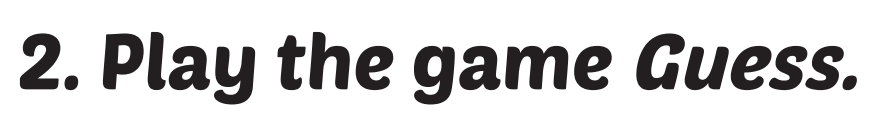 2. Play the game Guess.